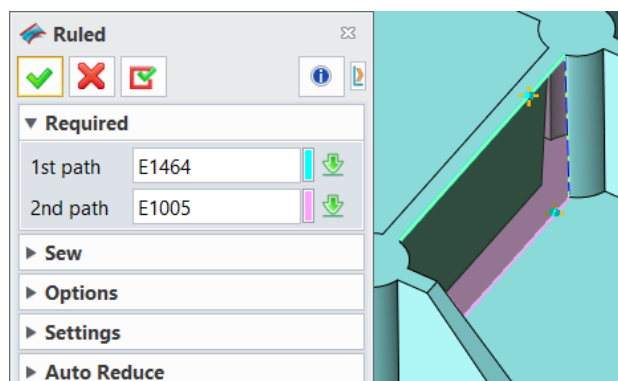 Ruled
Required
1st path E1464
2nd path E1005
Sew
Options
Settings
Auto Reduce